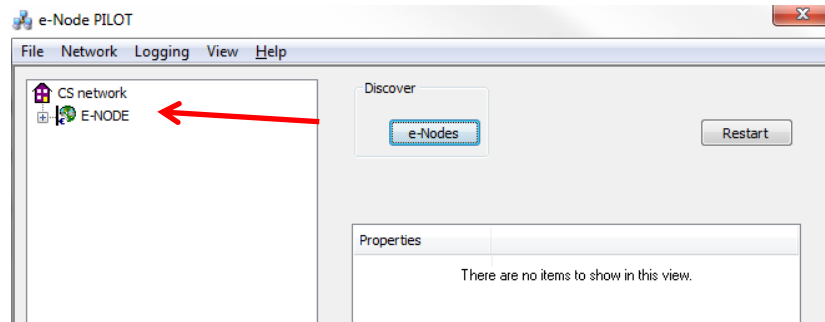 e-Node PILOT
x
File Network Logging View Help
CS network
E-NODE
Discover
e-Nodes
Restart
Properties
There are no items to show in this view.